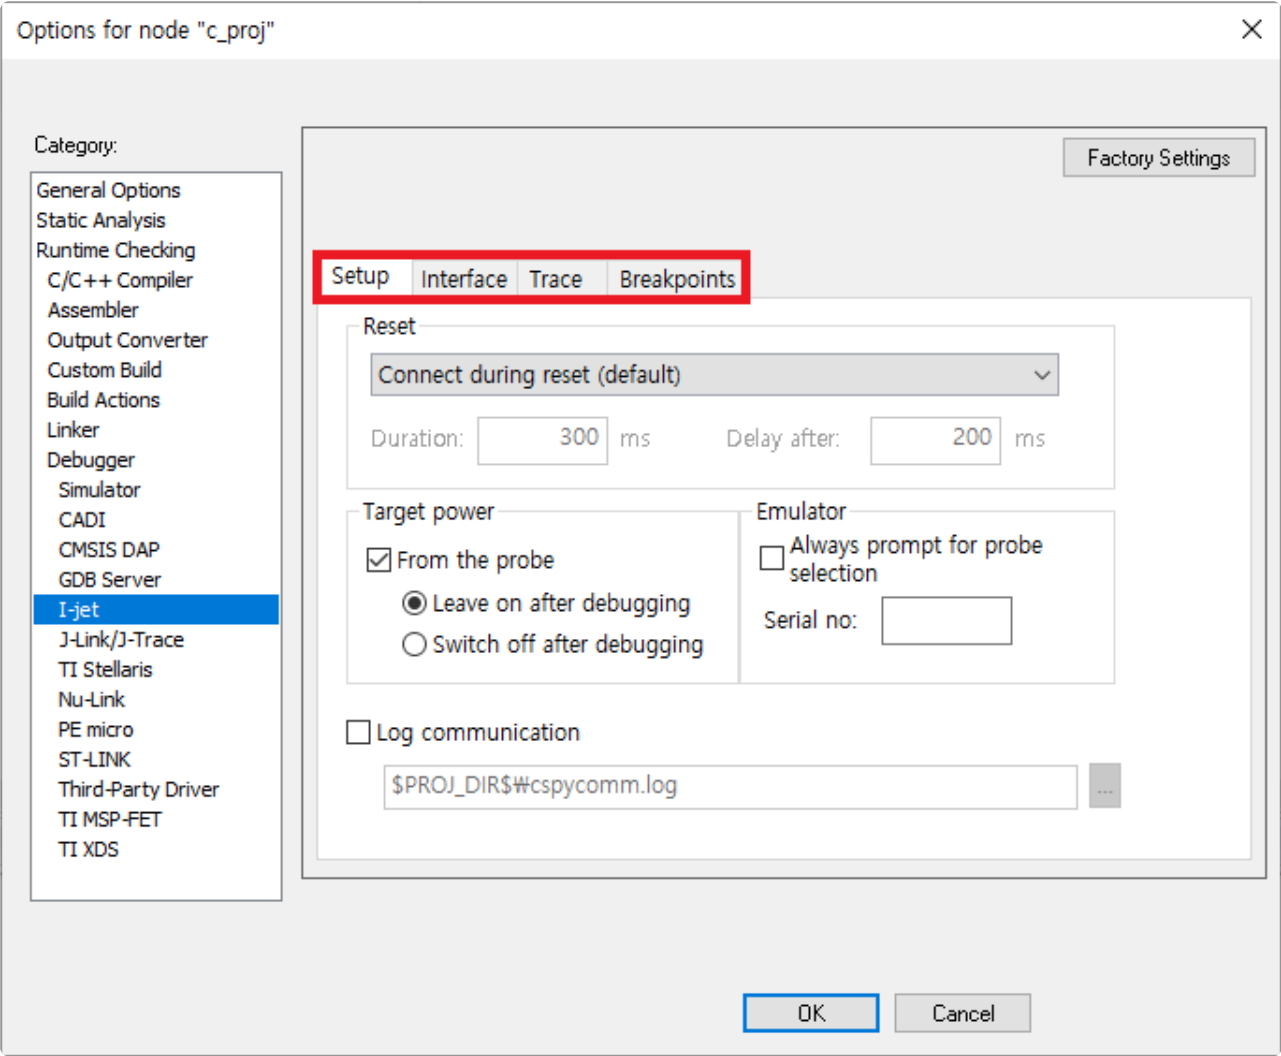 Options for node "c_proj"
Category:
General Options
Static Analysis
Runtime Checking
C/C++ Compiler
Assembler
Output Converter
Custom Build
Build Actions
Linker
Debugger
Simulator
CADI
CMSIS DAP
GDB Server
I-jet
J-Link/J-Trace
TI Stellaris
Nu-Link
PE micro
ST-LINK
Third-Party Driver
TI MSP-FET
TI XDS
Factory Settings
Setup Interface Trace Breakpoints
Reset
Connect during reset (default)
Duration: 300 ms Delay after: 200 ms
Target power
From the probe
Leave on after debugging
Switch off after debugging
Emulator
Always prompt for probe
selection
Serial no:
Log communication
$PROJ_DIR$₩cspycomm.log
...
OK Cancel